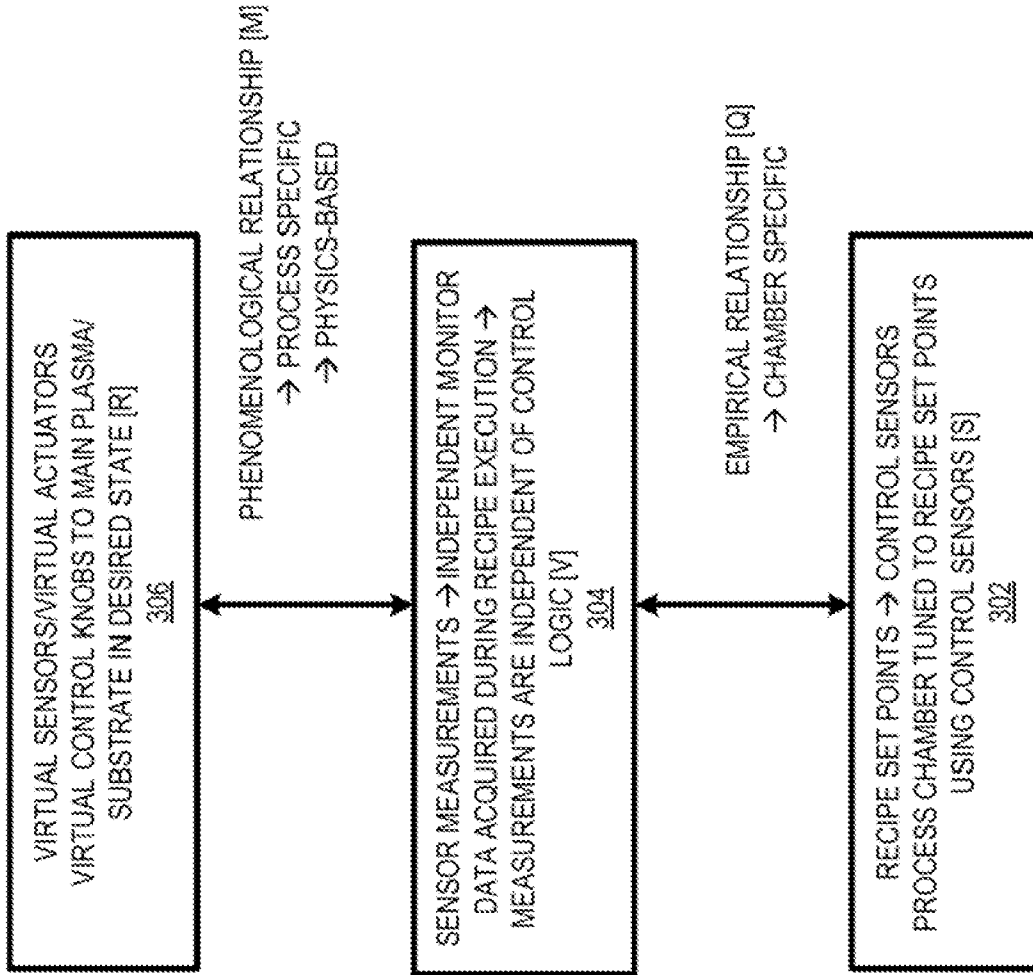 VIRTUAL SENSORS/VIRTUAL ACTUATORS
VIRTUAL CONTROL KNOBS TO MAIN PLASMA/
SUBSTRATE IN DESIRED STATE [R]
306
PHENOMENOLOGICAL RELATIONSHIP [M]
→ PROCESS SPECIFIC
→ PHYSICS-BASED
SENSOR MEASUREMENTS → INDEPENDENT MONITOR
DATA ACQUIRED DURING RECIPE EXECUTION →
MEASUREMENTS ARE INDEPENDENT OF CONTROL
LOGIC [V]
304
EMPIRICAL RELATIONSHIP [Q]
→ CHAMBER SPECIFIC
RECIPE SET POINTS → CONTROL SENSORS
PROCESS CHAMBER TUNED TO RECIPE SET POINTS
USING CONTROL SENSORS [S]
302